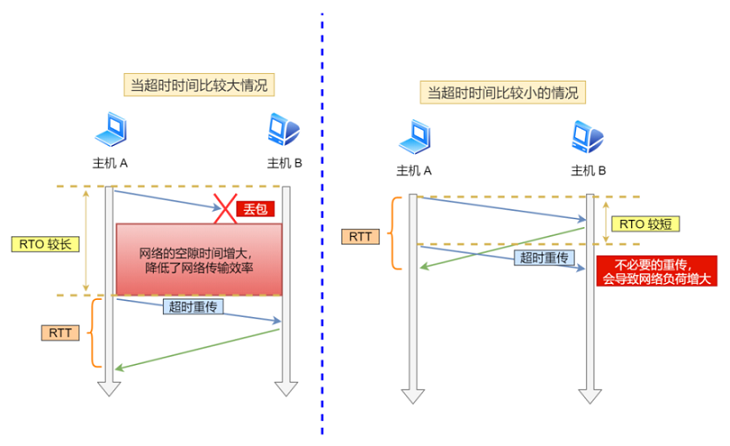 当超时时间比较大情况
主机 A
主机 B
丢包
RTO 较长
网络的空隙时间增大,
降低了网络传输效率
超时重传
RTT
当超时时间比较小的情况
主机 A
主机 B
RTT
RTO 较短
超时重传
不必要的重传,
会导致网络负荷增大